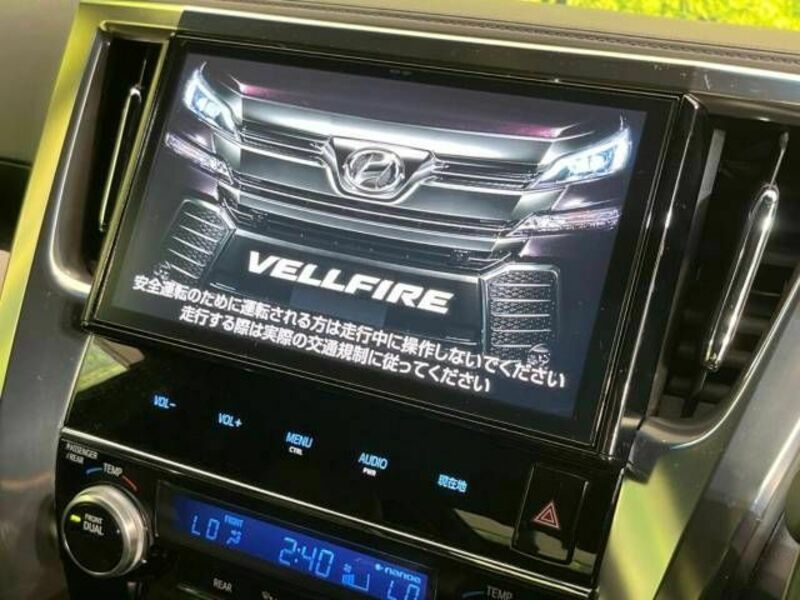 VELLFIRE
安全運転のために運転される方は走行中に操作しないでください
走行する際は実際の交通規制に従ってください
VOL-
VOL+
MENU
CTRL
AUDIO
PWR
現在地
PASSENGER
/REAR
TEMP
FRONT
DUAL
FRONT
LO
2:40
nanoe
LO
REAR
TEMP